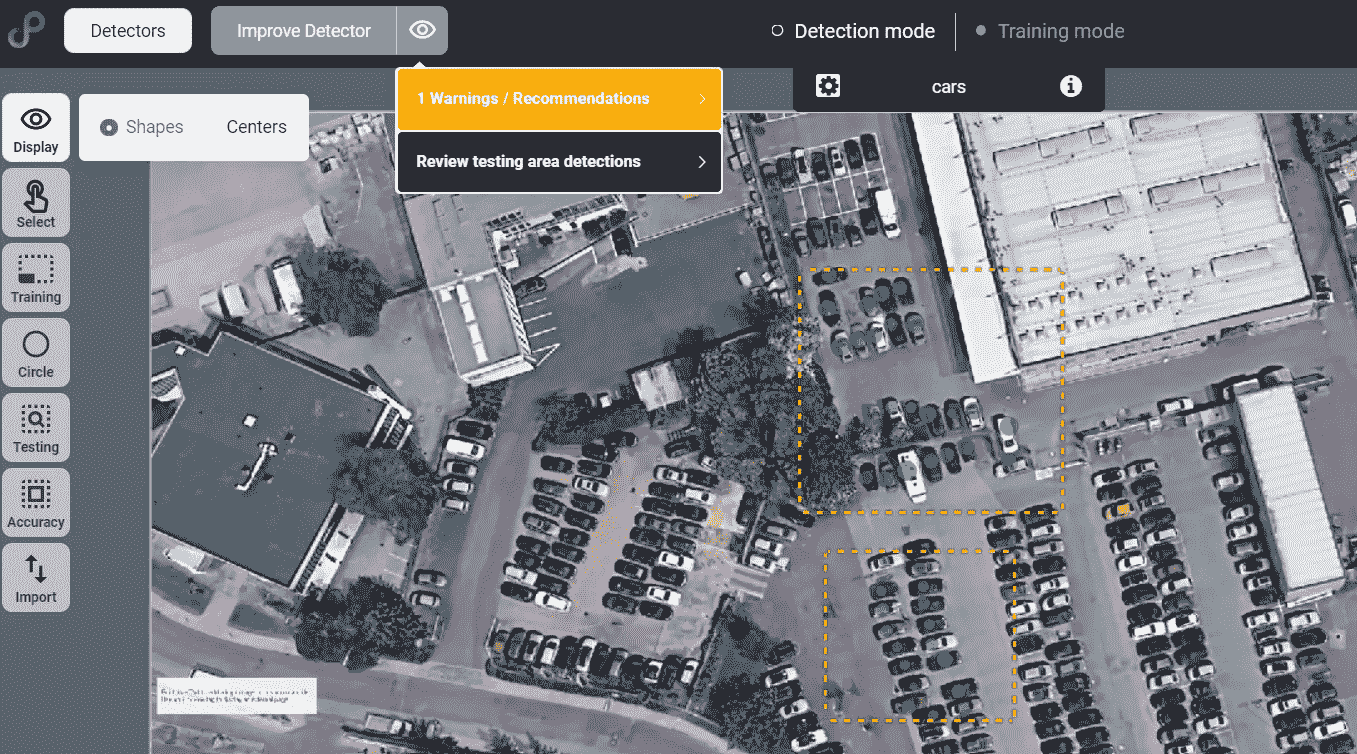 Detectors
Improve Detector
Detection mode
Training mode
1 Warnings / Recommendations
Review testing area detections
cars
Shapes
Centers
Display
Select
Training
Circle
Testing
Accuracy
Import